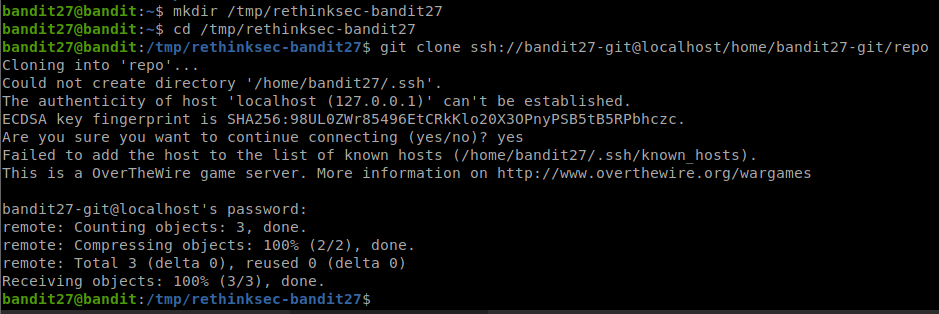 bandit27@bandit:~$ mkdir /tmp/rethinksec-bandit27
bandit27@bandit:~$ cd /tmp/rethinksec-bandit27
bandit27@bandit:/tmp/rethinksec-bandit27$ git clone ssh://bandit27-git@localhost/home/bandit27-git/repo
Cloning into 'repo'...
Could not create directory '/home/bandit27/.ssh'.
The authenticity of host 'localhost (127.0.0.1)' can't be established.
ECDSA key fingerprint is SHA256:98UL0ZWr85496EtCRkKlo20X3OPnyPSB5tB5RPbhczc.
Are you sure you want to continue connecting (yes/no)? yes
Failed to add the host to the list of known hosts (/home/bandit27/.ssh/known_hosts).
This is a OverTheWire game server. More information on http://www.overthewire.org/wargames
bandit27-git@localhost's password:
remote: Counting objects: 3, done.
remote: Compressing objects: 100% (2/2), done.
remote: Total 3 (delta 0), reused 0 (delta 0)
Receiving objects: 100% (3/3), done.
bandit27@bandit:/tmp/rethinksec-bandit27$